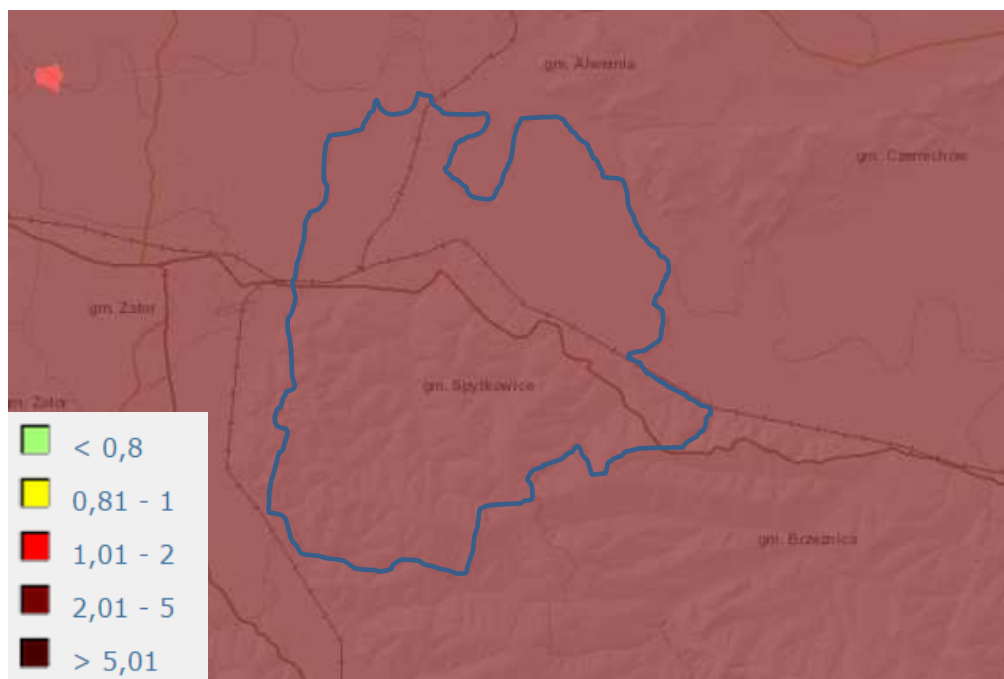 gm. Alwernia
gm. Czernichów
gm. Zator
gm. Spytkowice
gm. Zator
gm. Brzeźnica
< 0,8
0,81 - 1
1,01 - 2
2,01 - 5
> 5,01